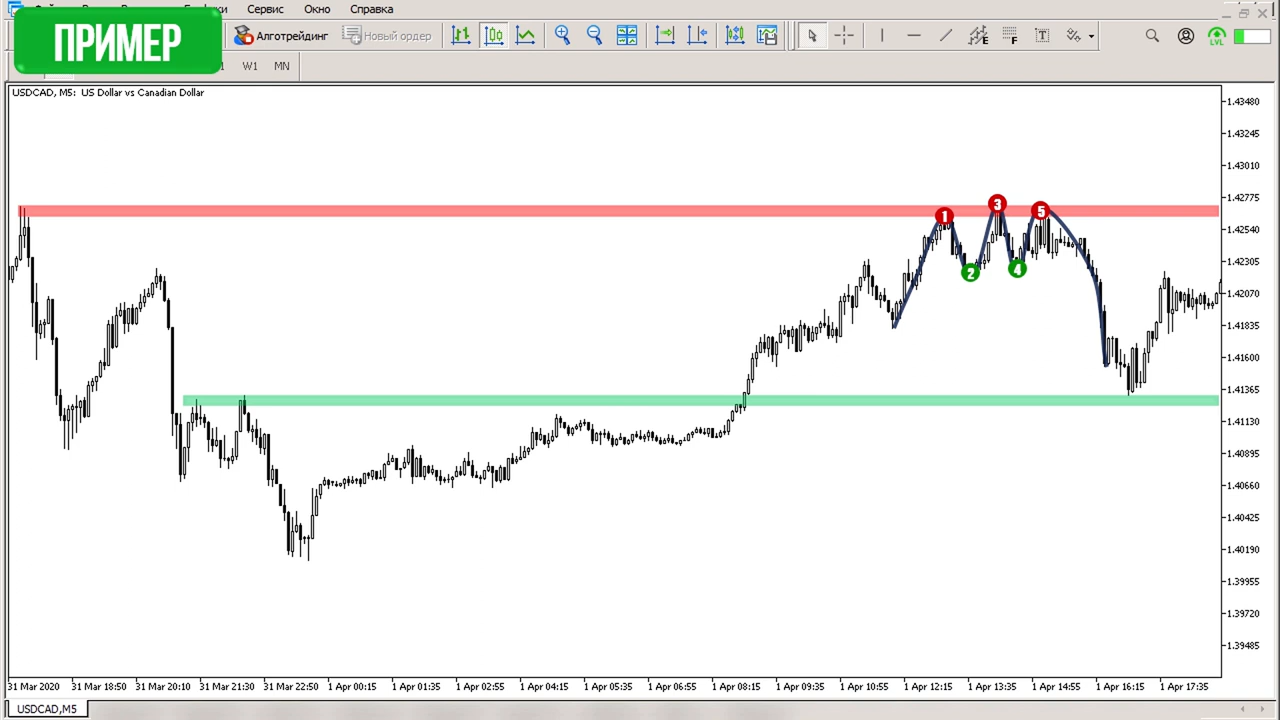 Сервис Окно Справка
ПРИМЕР
Алготрейдинг Новый ордер
LVL
W1 MN
USDCAD, M5: US Dollar vs Canadian Dollar
1.43480
1.43245
1.43010
1.42775
1.42540
1.42305
1.42070
1.41835
1.41600
1.41365
1.41130
1.40895
1.40660
1.40425
1.40190
1.39955
1.39720
1.39485
1 2 3 4 5
31 Mar 2020 31 Mar 18:50 31 Mar 20:10 31 Mar 21:30 31 Mar 22:50 1 Apr 00:15 1 Apr 01:35 1 Apr 02:55 1 Apr 04:15 1 Apr 05:35 1 Apr 06:55 1 Apr 08:15 1 Apr 09:35 1 Apr 10:55 1 Apr 12:15 1 Apr 13:35 1 Apr 14:55 1 Apr 16:15 1 Apr 17:35
USDCAD,M5